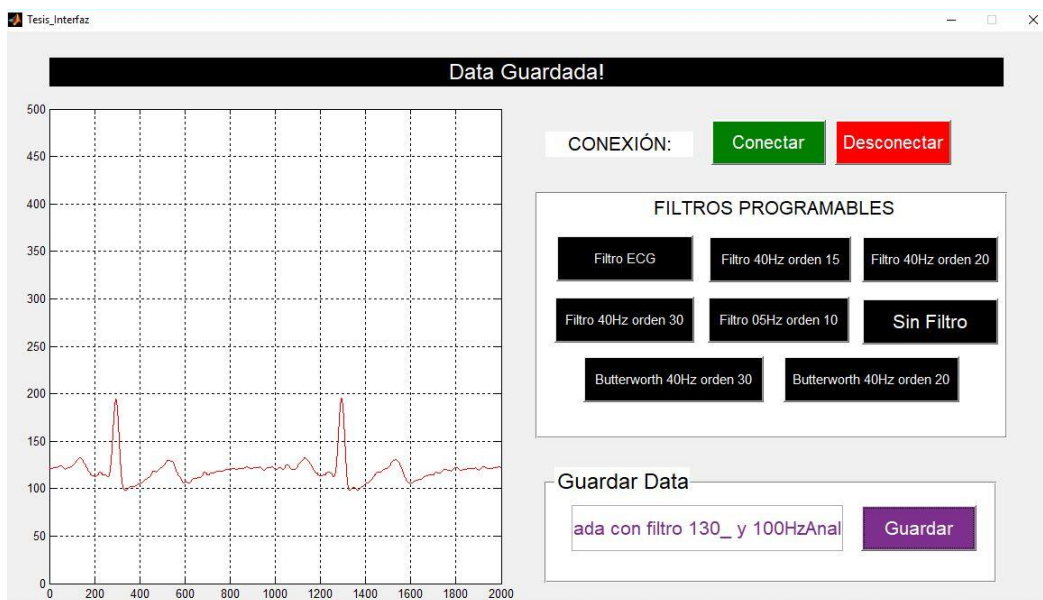 Tesis_Interfaz
Data Guardada!
500
450
400
350
300
250
200
150
100
50
0
0 200 400 600 800 1000 1200 1400 1600 1800 2000
CONEXIÓN: Conectar Desconectar
FILTROS PROGRAMABLES
Filtro ECG Filtro 40Hz orden 15 Filtro 40Hz orden 20
Filtro 40Hz orden 30 Filtro 05Hz orden 10 Sin Filtro
Butterworth 40Hz orden 30 Butterworth 40Hz orden 20
Guardar Data
ada con filtro 130_ y 100HzAnal Guardar